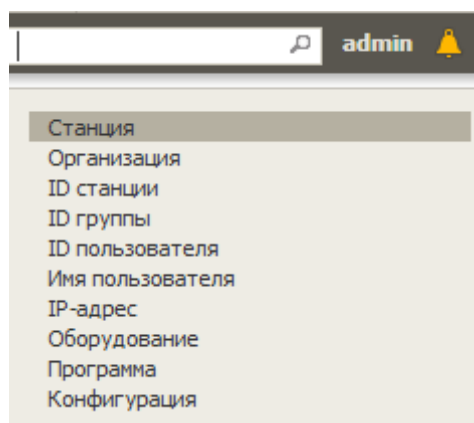 admin
Станция
Организация
ID станции
ID группы
ID пользователя
Имя пользователя
IP-адрес
Оборудование
Программа
Конфигурация